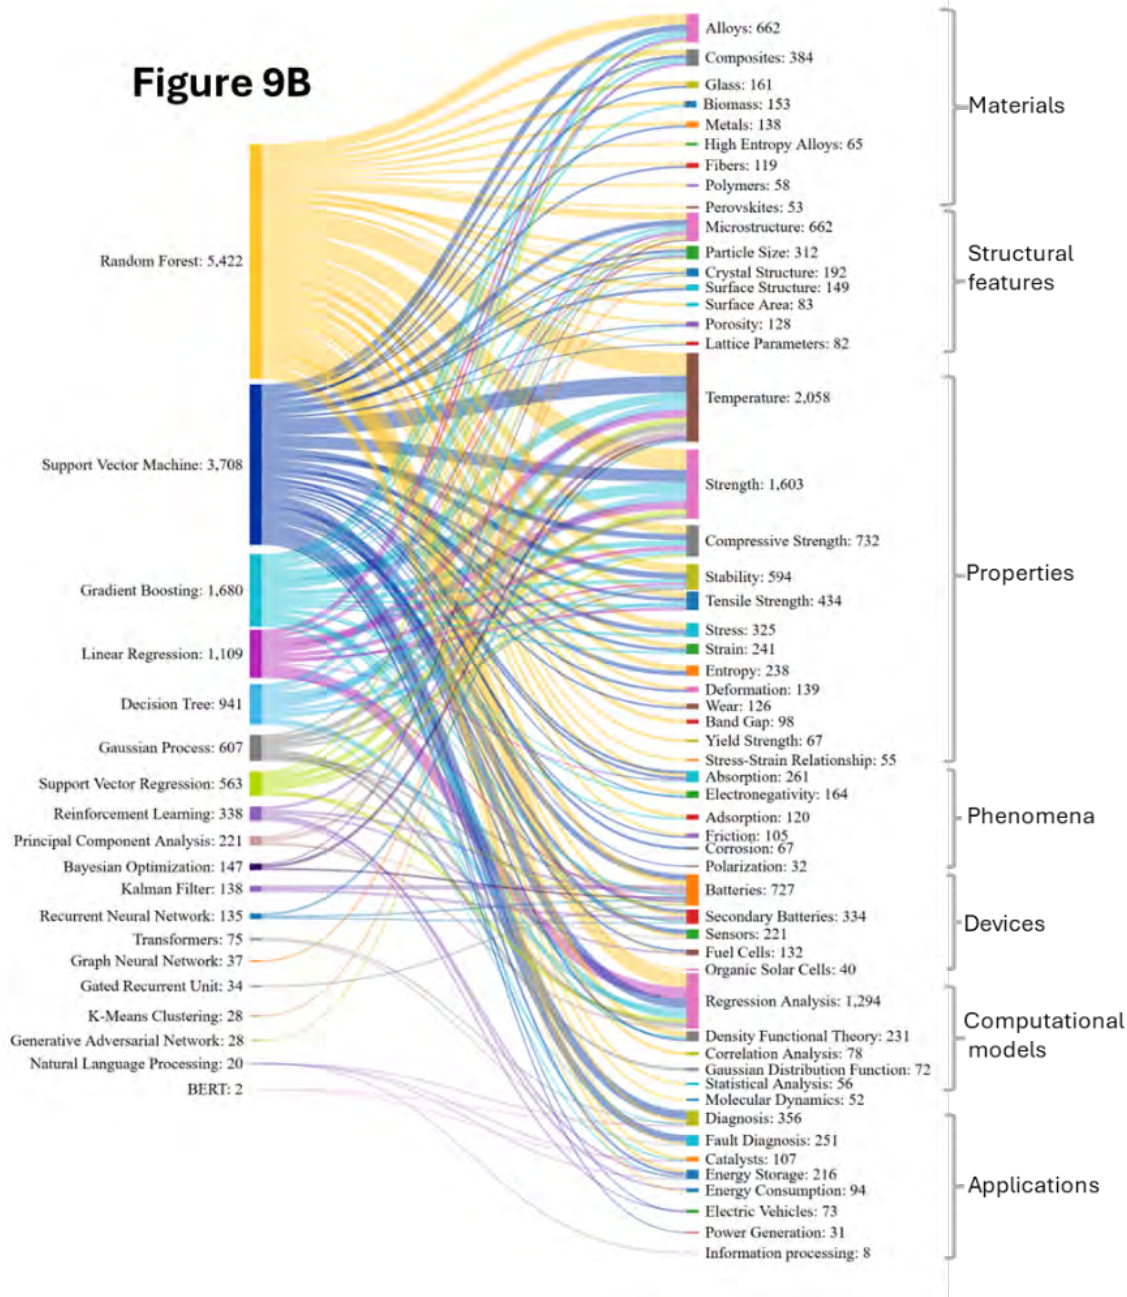 Figure 9B
Random Forest: 5,422
Support Vector Machine: 3,708
Gradient Boosting: 1,680
Linear Regression: 1,109
Decision Tree: 941
Gaussian Process: 607
Support Vector Regression: 563
Reinforcement Learning: 338
Principal Component Analysis: 221
Bayesian Optimization: 147
Kalman Filter: 138
Recurrent Neural Network: 135
Transformers: 75
Graph Neural Network: 37
Gated Recurrent Unit: 34
K-Means Clustering: 28
Generative Adversarial Network: 28
Natural Language Processing: 20
BERT: 2
Alloys: 662
Composites: 384
Glass: 161
Biomass: 153
Metals: 138
High Entropy Alloys: 65
Fibers: 119
Polymers: 58
Perovskites: 53
Microstructure: 662
Particle Size: 312
Crystal Structure: 192
Surface Structure: 149
Surface Area: 83
Porosity: 128
Lattice Parameters: 82
Temperature: 2,058
Strength: 1,603
Compressive Strength: 732
Stability: 594
Tensile Strength: 434
Stress: 325
Strain: 241
Entropy: 238
Deformation: 139
Wear: 126
Band Gap: 98
Yield Strength: 67
Stress-Strain Relationship: 55
Absorption: 261
Electronegativity: 164
Adsorption: 120
Friction: 105
Corrosion: 67
Polarization: 32
Batteries: 727
Secondary Batteries: 334
Sensors: 221
Fuel Cells: 132
Organic Solar Cells: 40
Regression Analysis: 1,294
Density Functional Theory: 231
Correlation Analysis: 78
Gaussian Distribution Function: 72
Statistical Analysis: 56
Molecular Dynamics: 52
Diagnosis: 356
Fault Diagnosis: 251
Catalysts: 107
Energy Storage: 216
Energy Consumption: 94
Electric Vehicles: 73
Power Generation: 31
Information processing: 8
Materials
Structural
features
Properties
Phenomena
Devices
Computational
models
Applications